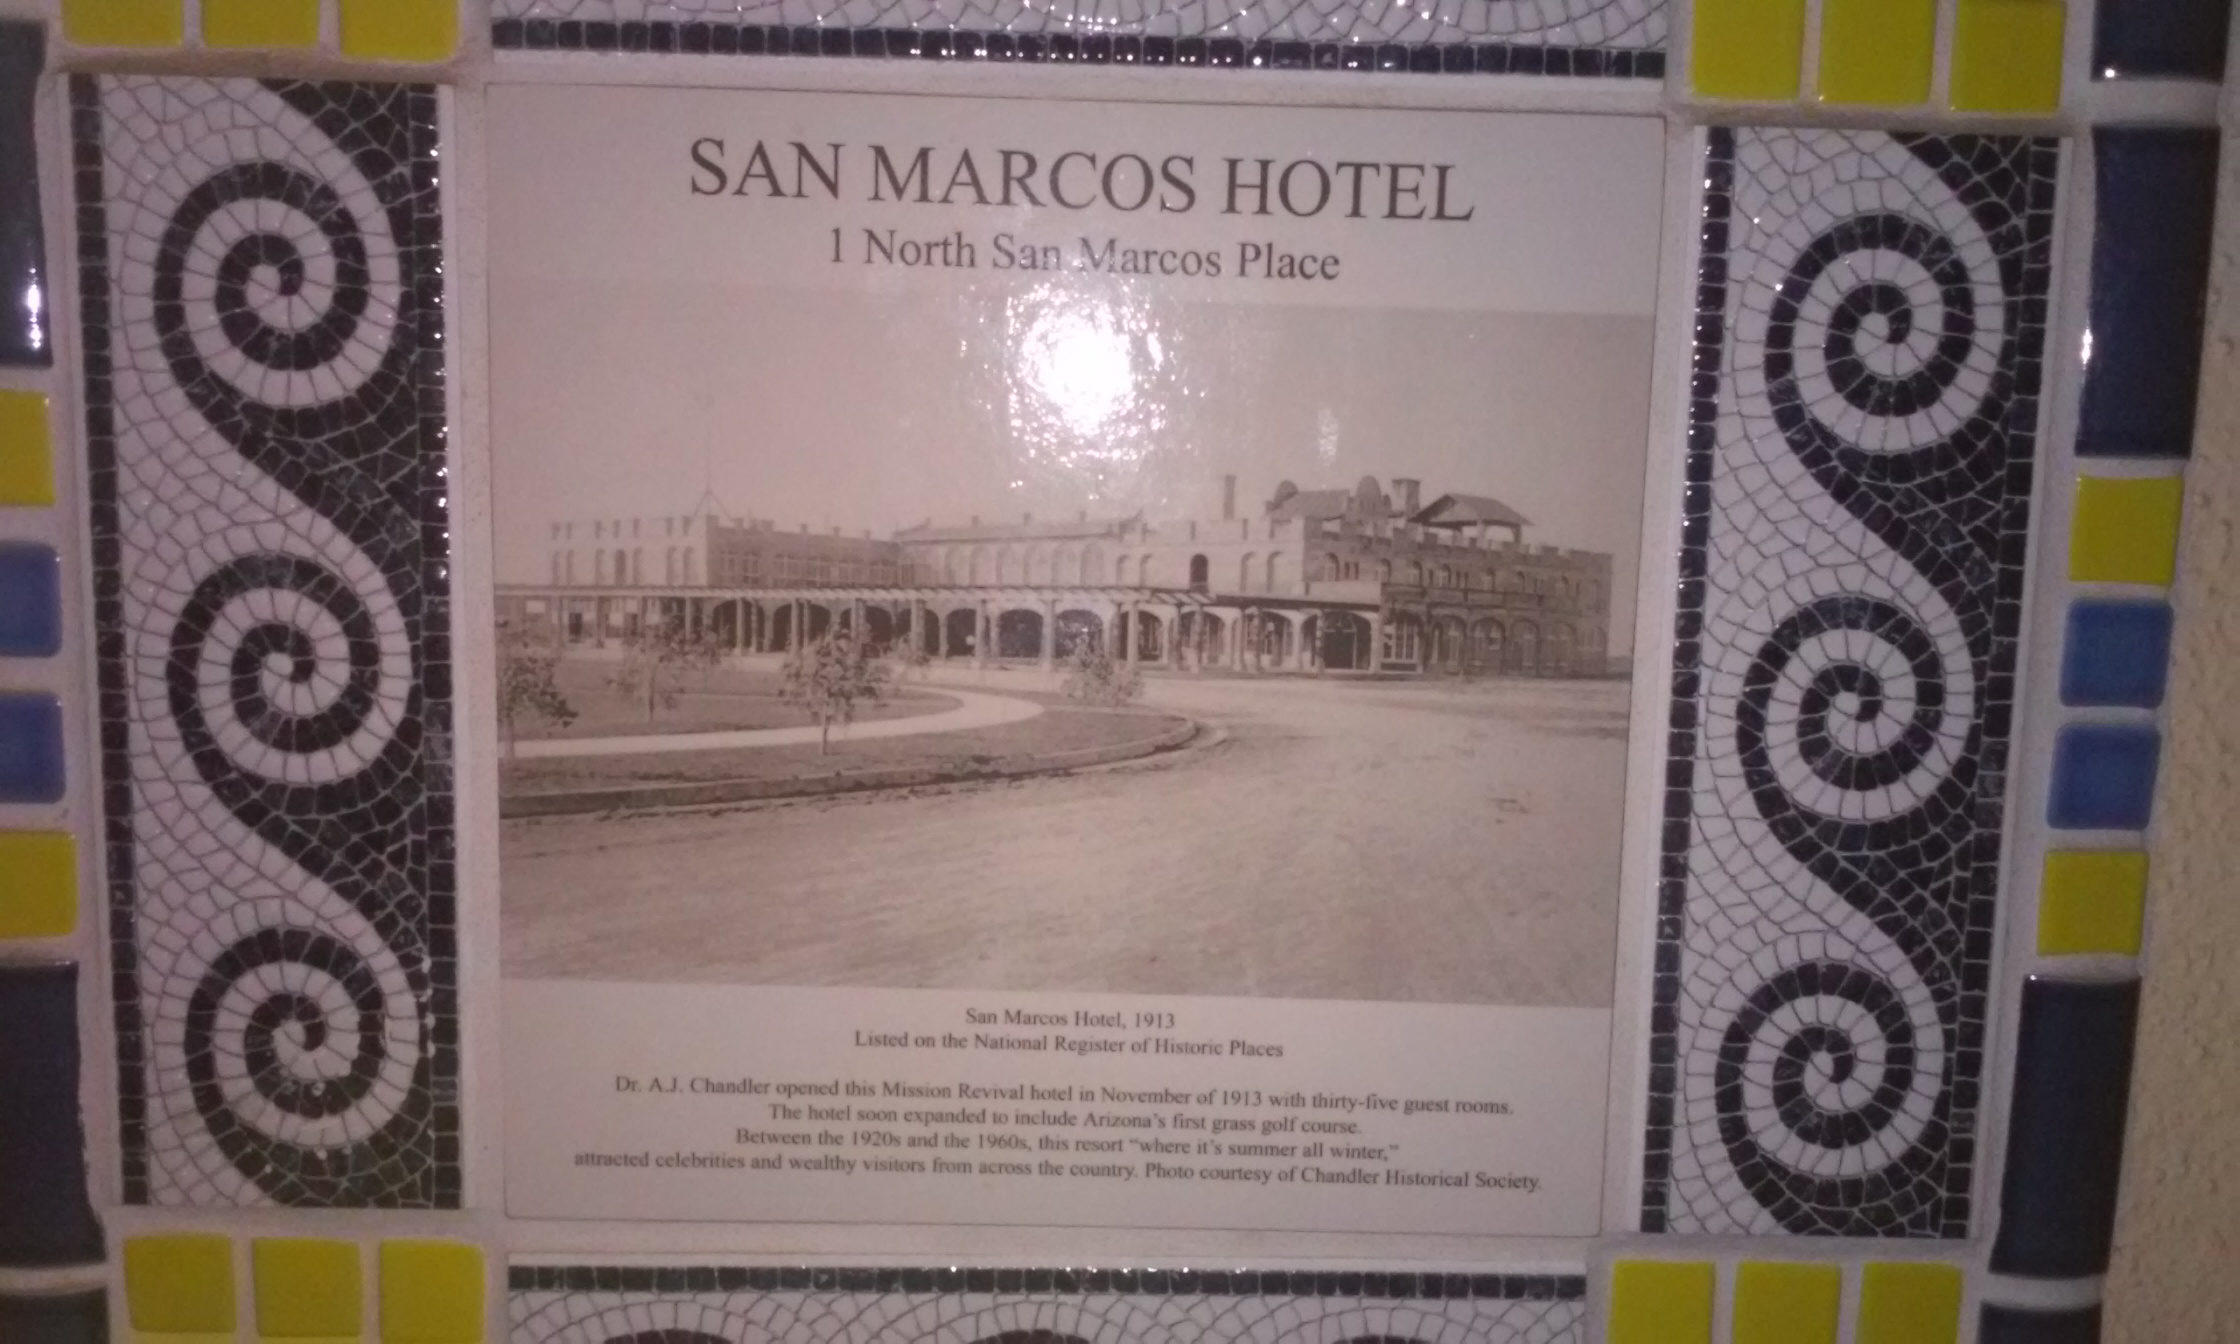 SAN MARCOS HOTEL
1 North San Marcos Place
San Marcos Hotel, 1913
Listed on the National Register of Historic Places
Dr. A.J. Chandler opened this Mission Revival hotel in November of 1913 with thirty-five guest rooms.
The hotel soon expanded to include Arizona's first grass golf course.
Between the 1920s and the 1960s, this resort "where it's summer all winter,"
attracted celebrities and wealthy visitors from across the country. Photo courtesy of Chandler Historical Society.